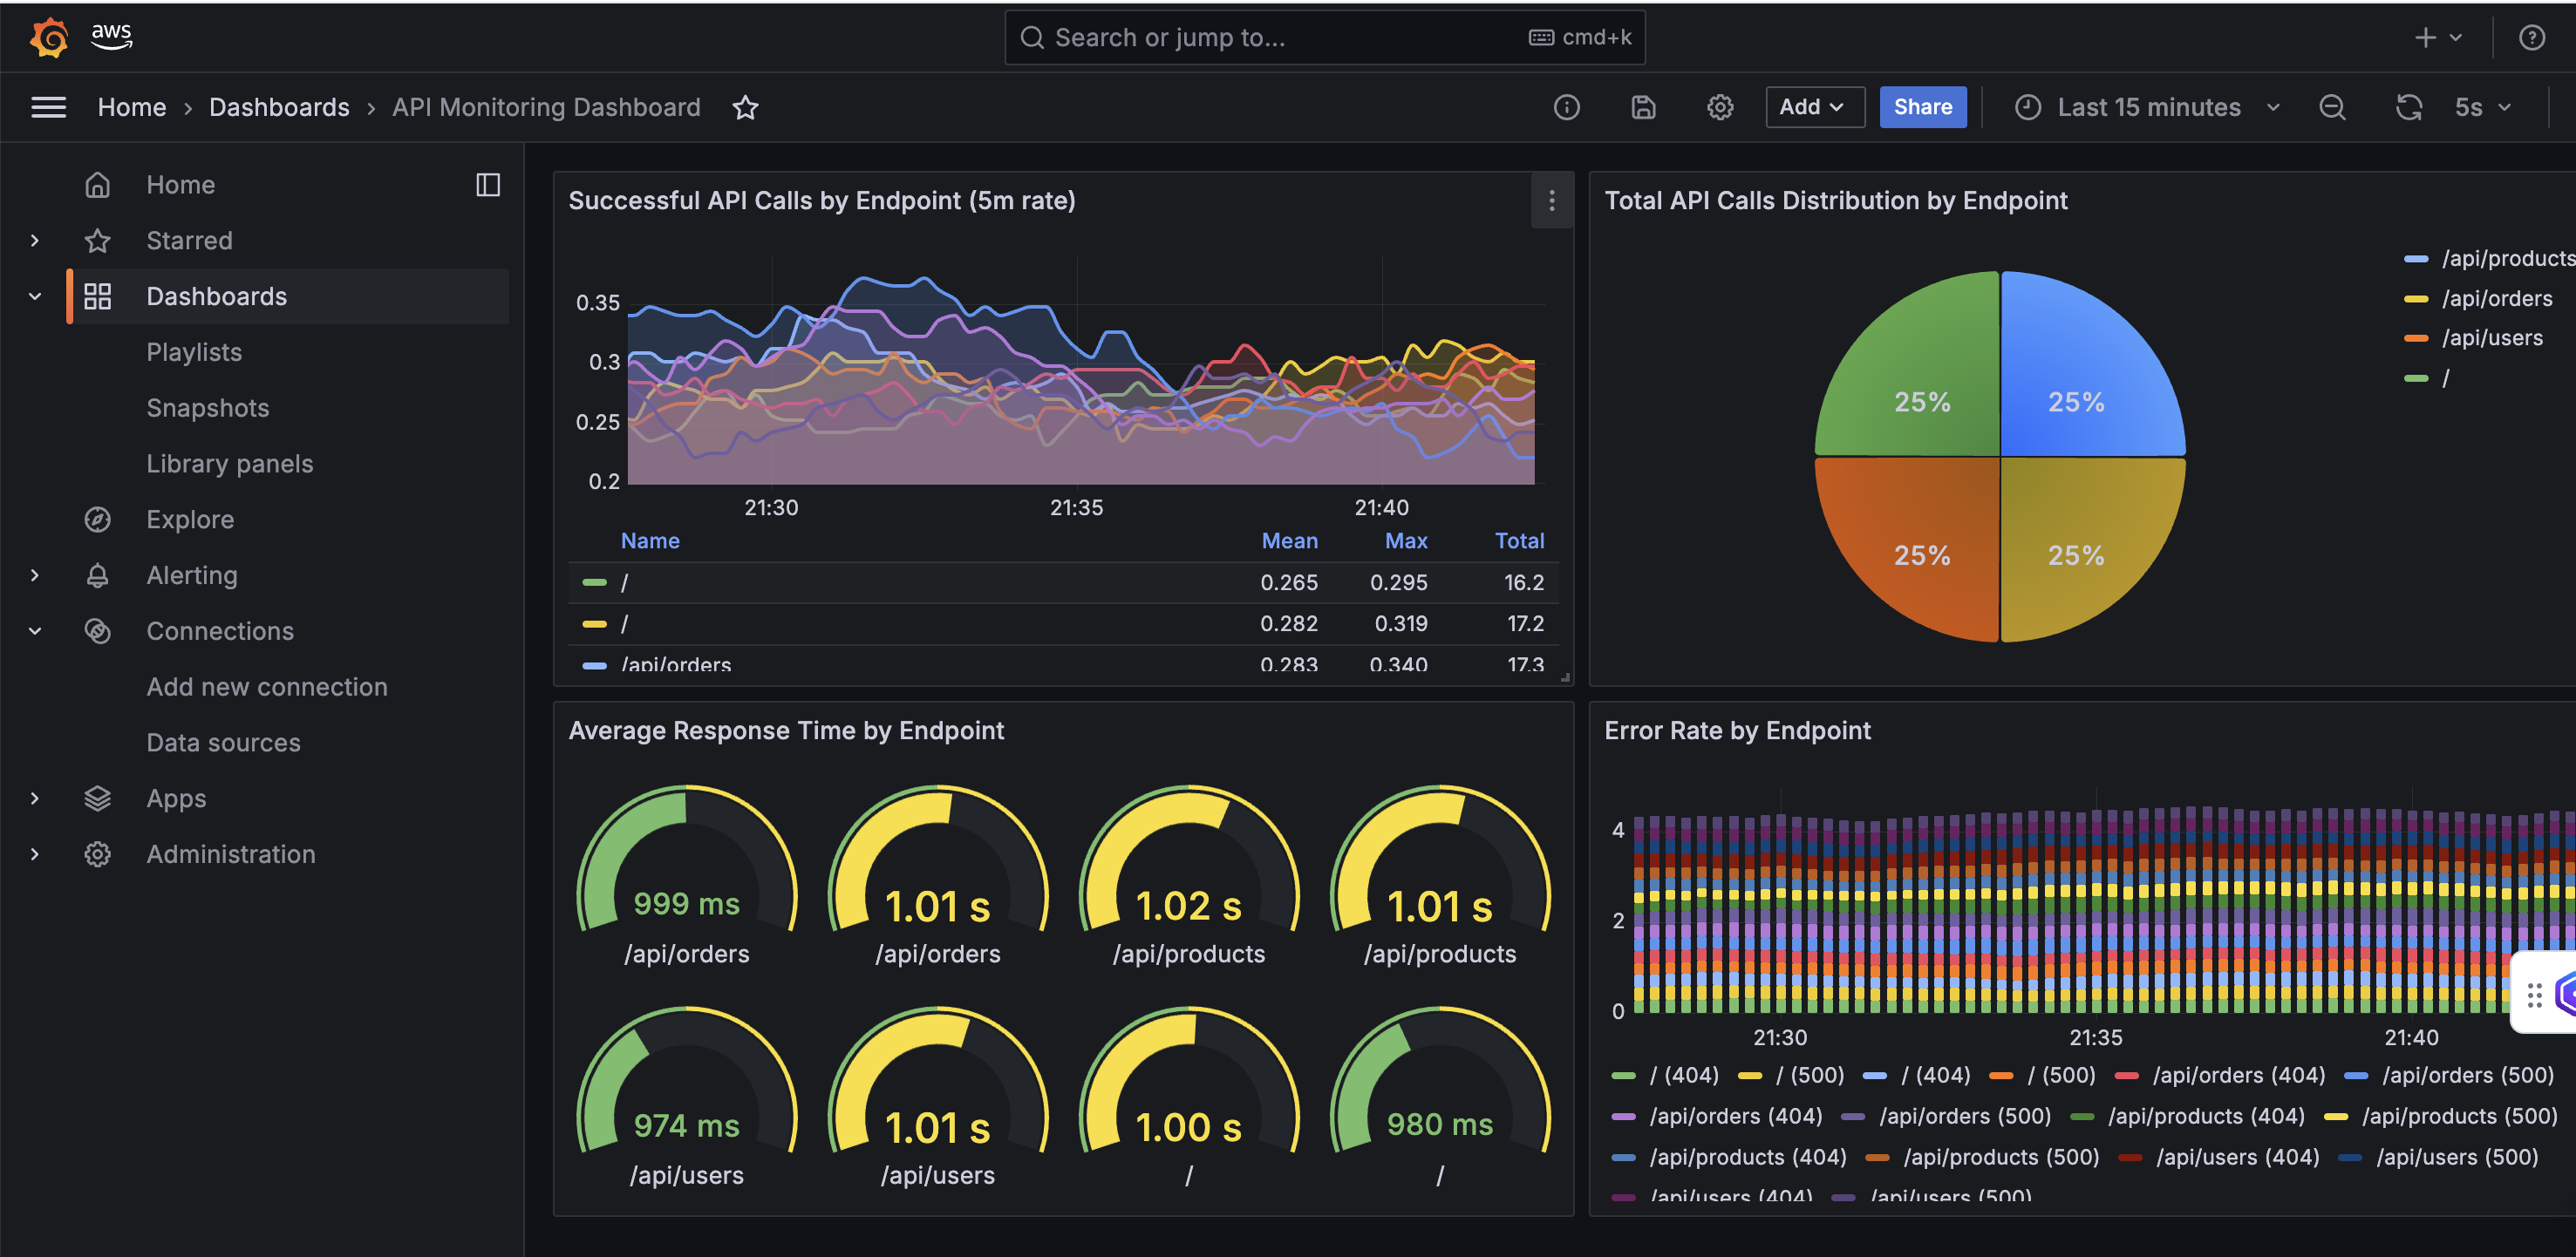 aws
Search or jump to...
cmd+k
Home › Dashboards › API Monitoring Dashboard
Add
Share
Last 15 minutes
5s
Home
Starred
Dashboards
Playlists
Snapshots
Library panels
Explore
Alerting
Connections
Add new connection
Data sources
Apps
Administration
Successful API Calls by Endpoint (5m rate)
0.35
0.3
0.25
0.2
21:30 21:35 21:40
Name Mean Max Total
/ 0.265 0.295 16.2
/ 0.282 0.319 17.2
/api/orders 0.283 0.340 17.3
Total API Calls Distribution by Endpoint
25% 25%
25% 25%
/api/products
/api/orders
/api/users
/
Average Response Time by Endpoint
999 ms 1.01 s 1.02 s 1.01 s
/api/orders /api/orders /api/products /api/products
974 ms 1.01 s 1.00 s 980 ms
/api/users /api/users / /
Error Rate by Endpoint
4
2
0
21:30 21:35 21:40
/ (404) / (500) / (404) / (500) /api/orders (404) /api/orders (500)
/api/orders (404) /api/orders (500) /api/products (404) /api/products (500)
/api/products (404) /api/products (500) /api/users (404) /api/users (500)
/api/users (404) /api/users (500)